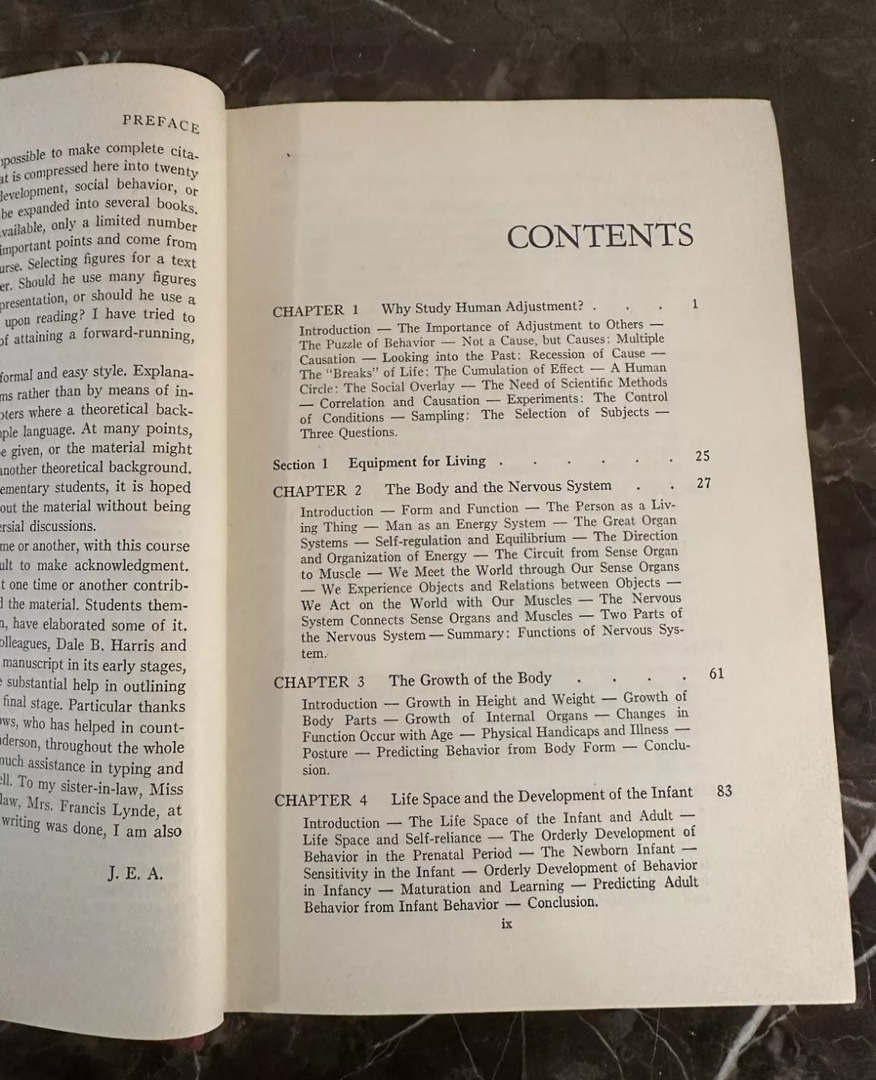 PREFACE
possible to make complete cita-
at is compressed here into twenty
development, social behavior, or
be expanded into several books.
available, only a limited number
important points and come from
urse. Selecting figures for a text
er. Should he use many figures
presentation, or should he use a
upon reading? I have tried to
of attaining a forward-running,
formal and easy style. Explana-
ms rather than by means of in-
pters where a theoretical back-
ple language. At many points,
e given, or the material might
another theoretical background.
ementary students, it is hoped
out the material without being
ersial discussions.
me or another, with this course
ult to make acknowledgment.
t one time or another contrib-
d the material. Students them-
n, have elaborated some of it.
olleagues, Dale B. Harris and
manuscript in its early stages,
substantial help in outlining
final stage. Particular thanks
ws, who has helped in count-
derson, throughout the whole
much assistance in typing and
ell. To my sister-in-law, Miss
law, Mrs. Francis Lynde, at
writing was done, I am also
J. E. A.
CONTENTS
CHAPTER 1 Why Study Human Adjustment? . . . 1
Introduction — The Importance of Adjustment to Others —
The Puzzle of Behavior — Not a Cause, but Causes: Multiple
Causation — Looking into the Past: Recession of Cause —
The "Breaks" of Life: The Cumulation of Effect — A Human
Circle: The Social Overlay — The Need of Scientific Methods
— Correlation and Causation — Experiments: The Control
of Conditions — Sampling: The Selection of Subjects —
Three Questions.
Section 1 Equipment for Living . . . . . . 25
CHAPTER 2 The Body and the Nervous System . . 27
Introduction — Form and Function — The Person as a Liv-
ing Thing — Man as an Energy System — The Great Organ
Systems — Self-regulation and Equilibrium — The Direction
and Organization of Energy — The Circuit from Sense Organ
to Muscle — We Meet the World through Our Sense Organs
— We Experience Objects and Relations between Objects —
We Act on the World with Our Muscles — The Nervous
System Connects Sense Organs and Muscles — Two Parts of
the Nervous System — Summary: Functions of Nervous Sys-
tem.
CHAPTER 3 The Growth of the Body . . . . 61
Introduction — Growth in Height and Weight — Growth of
Body Parts — Growth of Internal Organs — Changes in
Function Occur with Age — Physical Handicaps and Illness —
Posture — Predicting Behavior from Body Form — Conclu-
sion.
CHAPTER 4 Life Space and the Development of the Infant 83
Introduction — The Life Space of the Infant and Adult —
Life Space and Self-reliance — The Orderly Development of
Behavior in the Prenatal Period — The Newborn Infant —
Sensitivity in the Infant — Orderly Development of Behavior
in Infancy — Maturation and Learning — Predicting Adult
Behavior from Infant Behavior — Conclusion.
ix